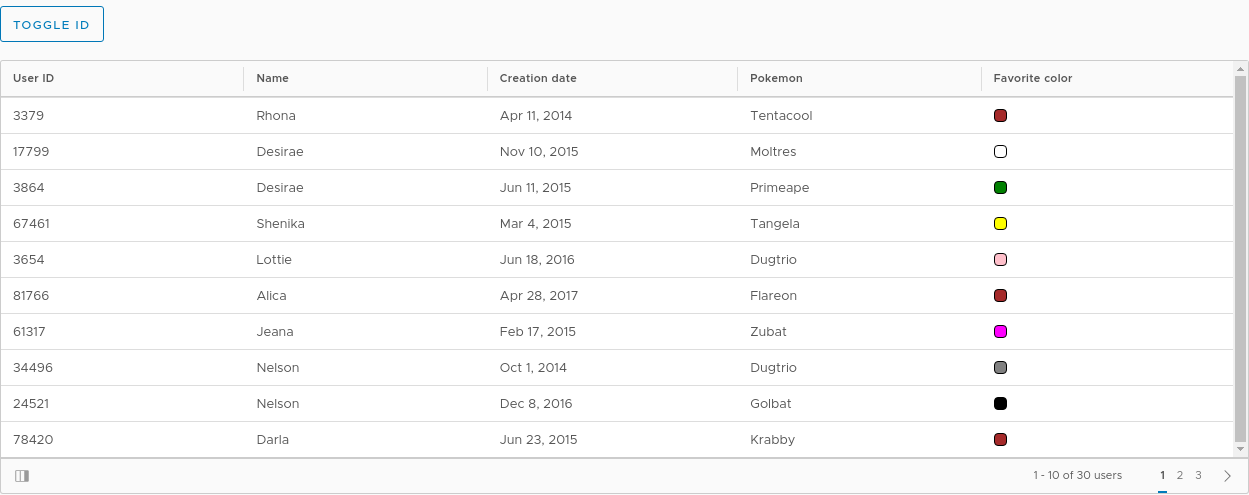 TOGGLE ID
User ID Name Creation date Pokemon Favorite color
3379 Rhona Apr 11, 2014 Tentacool
17799 Desirae Nov 10, 2015 Moltres
3864 Desirae Jun 11, 2015 Primeape
67461 Shenika Mar 4, 2015 Tangela
3654 Lottie Jun 18, 2016 Dugtrio
81766 Alica Apr 28, 2017 Flareon
61317 Jeana Feb 17, 2015 Zubat
34496 Nelson Oct 1, 2014 Dugtrio
24521 Nelson Dec 8, 2016 Golbat
78420 Darla Jun 23, 2015 Krabby
1 - 10 of 30 users 1 2 3